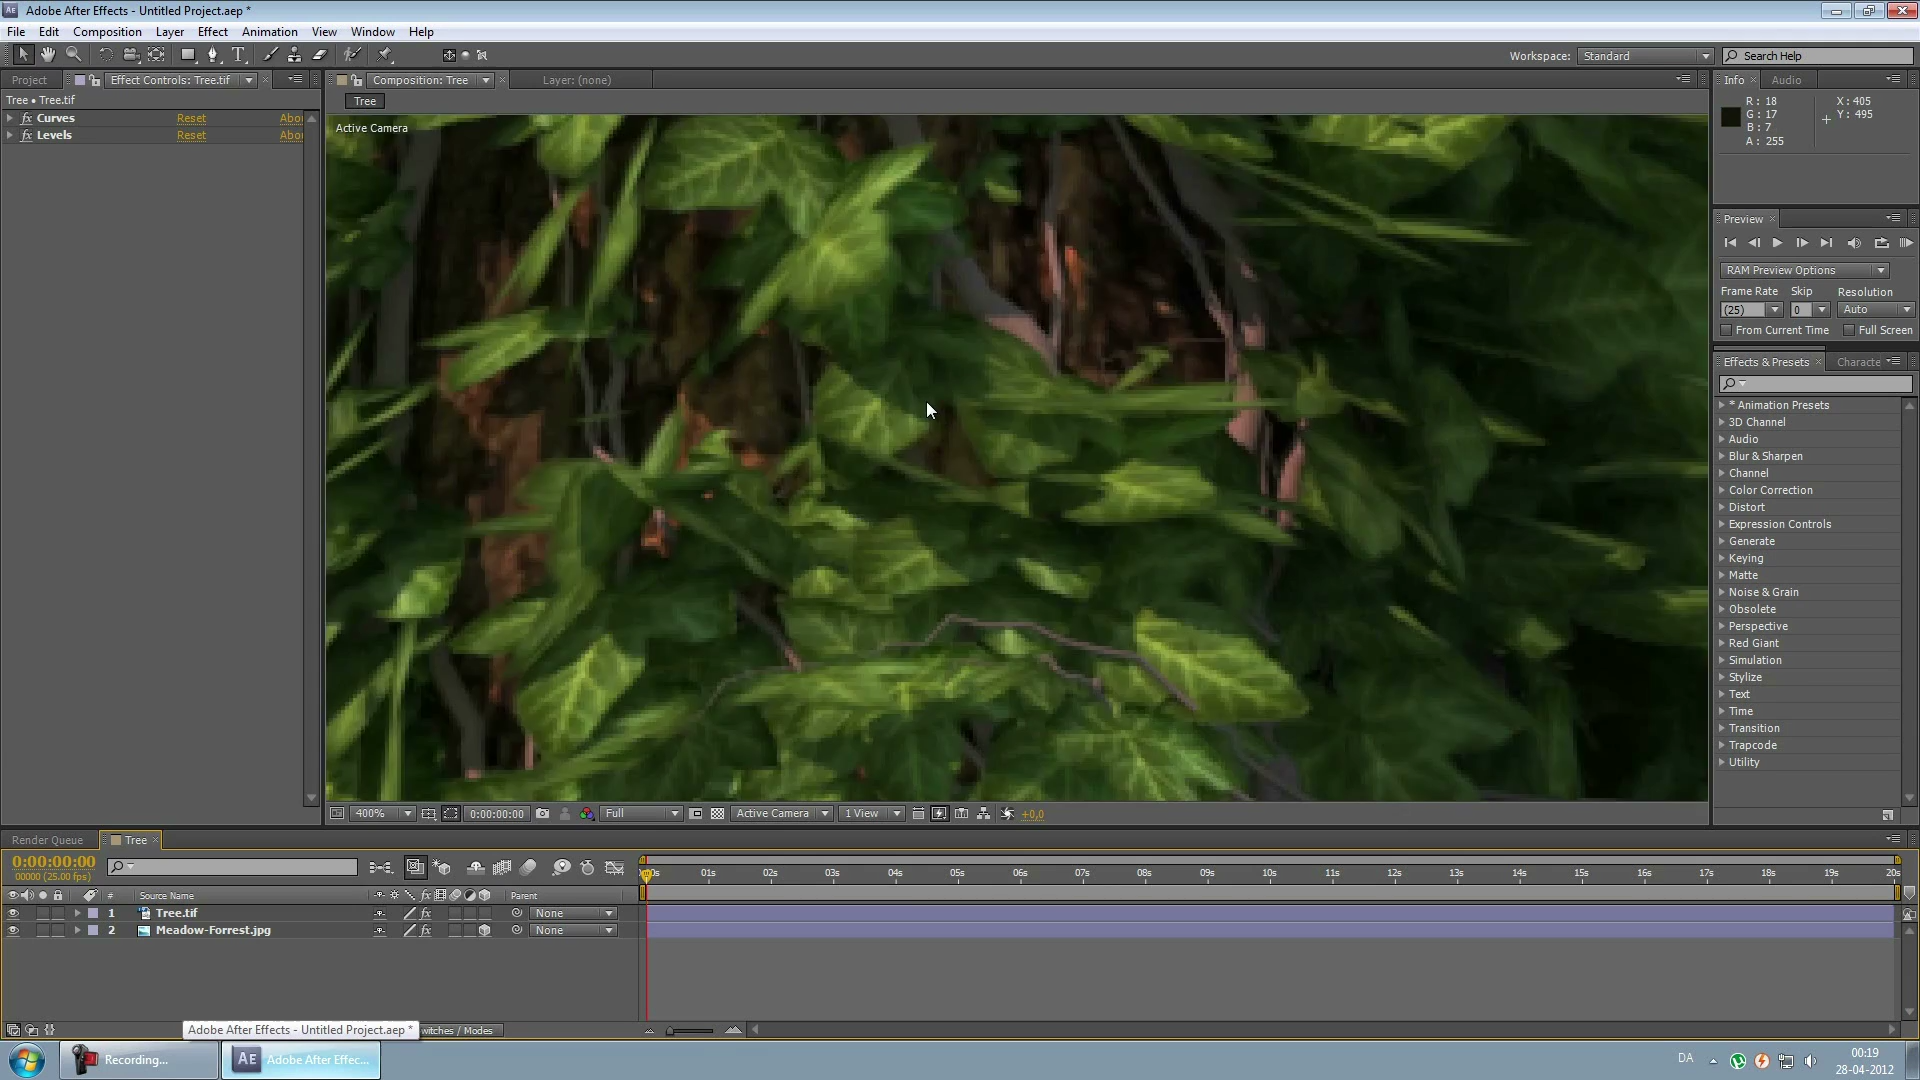 Adobe After Effects - Untitled Project.aep *
File Edit Composition Layer Effect Animation View Window Help
Workspace: Standard Search Help
Project Effect Controls: Tree.tif Composition: Tree Layer: (none) Info Audio
Tree • Tree.tif
Tree
Curves Reset Abo
Levels Reset Abo
Active Camera
R: 18 X: 405
G: 17 Y: 495
B: 7
A: 255
Preview
RAM Preview Options
Frame Rate Skip Resolution
(25) 0 Auto
From Current Time Full Screen
Effects & Presets Characte
* Animation Presets
3D Channel
Audio
Blur & Sharpen
Channel
Color Correction
Distort
Expression Controls
Generate
Keying
Matte
Noise & Grain
Obsolete
Perspective
Red Giant
Simulation
Stylize
Text
Time
Transition
Trapcode
Utility
400% 0:00:00:00 Full Active Camera 1 View +0,0
Render Queue Tree
0:00:00:00
00000 (25.00 fps)
01s 02s 03s 04s 05s 06s 07s 08s 09s 10s 11s 12s 13s 14s 15s 16s 17s 18s 19s 20s
# Source Name Parent
1 Tree.tif None
2 Meadow-Forrest.jpg None
Adobe After Effects - Untitled Project.aep * witches / Modes
Recording... Adobe After Effec... DA 00:19
28-04-2012